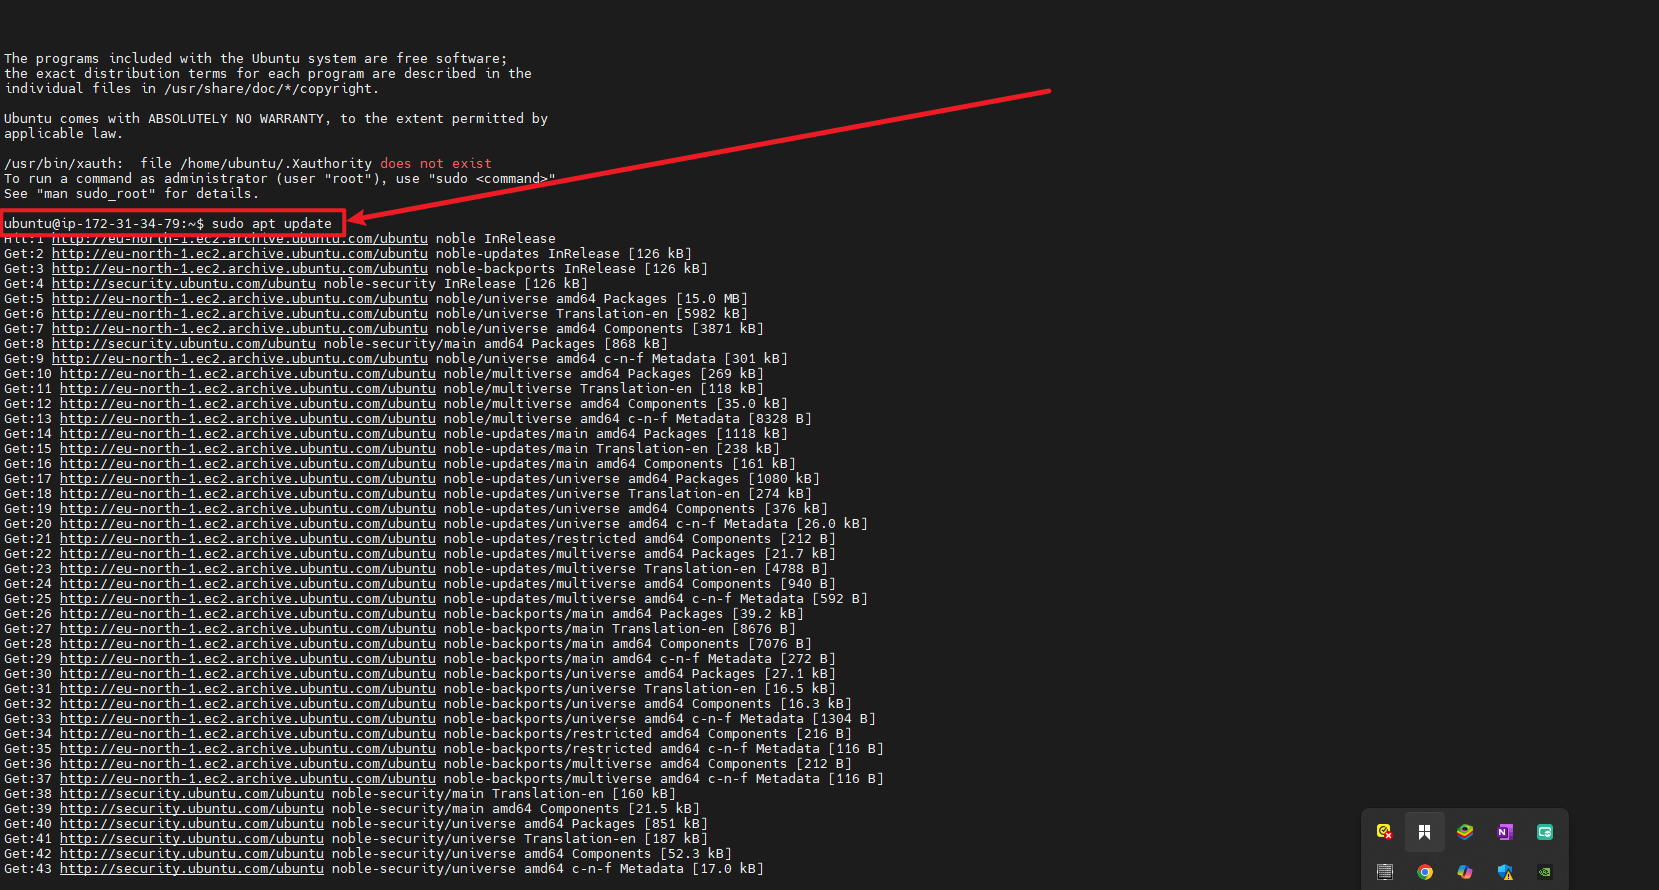 The programs included with the Ubuntu system are free software;
the exact distribution terms for each program are described in the
individual files in /usr/share/doc/*/copyright.
Ubuntu comes with ABSOLUTELY NO WARRANTY, to the extent permitted by
applicable law.
/usr/bin/xauth:  file /home/ubuntu/.Xauthority does not exist
To run a command as administrator (user "root"), use "sudo <command>"
See "man sudo_root" for details.
ubuntu@ip-172-31-34-79:~$ sudo apt update
Hit:1 http://eu-north-1.ec2.archive.ubuntu.com/ubuntu noble InRelease
Get:2 http://eu-north-1.ec2.archive.ubuntu.com/ubuntu noble-updates InRelease [126 kB]
Get:3 http://eu-north-1.ec2.archive.ubuntu.com/ubuntu noble-backports InRelease [126 kB]
Get:4 http://security.ubuntu.com/ubuntu noble-security InRelease [126 kB]
Get:5 http://eu-north-1.ec2.archive.ubuntu.com/ubuntu noble/universe amd64 Packages [15.0 MB]
Get:6 http://eu-north-1.ec2.archive.ubuntu.com/ubuntu noble/universe Translation-en [5982 kB]
Get:7 http://eu-north-1.ec2.archive.ubuntu.com/ubuntu noble/universe amd64 Components [3871 kB]
Get:8 http://security.ubuntu.com/ubuntu noble-security/main amd64 Packages [868 kB]
Get:9 http://eu-north-1.ec2.archive.ubuntu.com/ubuntu noble/universe amd64 c-n-f Metadata [301 kB]
Get:10 http://eu-north-1.ec2.archive.ubuntu.com/ubuntu noble/multiverse amd64 Packages [269 kB]
Get:11 http://eu-north-1.ec2.archive.ubuntu.com/ubuntu noble/multiverse Translation-en [118 kB]
Get:12 http://eu-north-1.ec2.archive.ubuntu.com/ubuntu noble/multiverse amd64 Components [35.0 kB]
Get:13 http://eu-north-1.ec2.archive.ubuntu.com/ubuntu noble/multiverse amd64 c-n-f Metadata [8328 B]
Get:14 http://eu-north-1.ec2.archive.ubuntu.com/ubuntu noble-updates/main amd64 Packages [1118 kB]
Get:15 http://eu-north-1.ec2.archive.ubuntu.com/ubuntu noble-updates/main Translation-en [238 kB]
Get:16 http://eu-north-1.ec2.archive.ubuntu.com/ubuntu noble-updates/main amd64 Components [161 kB]
Get:17 http://eu-north-1.ec2.archive.ubuntu.com/ubuntu noble-updates/universe amd64 Packages [1080 kB]
Get:18 http://eu-north-1.ec2.archive.ubuntu.com/ubuntu noble-updates/universe Translation-en [274 kB]
Get:19 http://eu-north-1.ec2.archive.ubuntu.com/ubuntu noble-updates/universe amd64 Components [376 kB]
Get:20 http://eu-north-1.ec2.archive.ubuntu.com/ubuntu noble-updates/universe amd64 c-n-f Metadata [26.0 kB]
Get:21 http://eu-north-1.ec2.archive.ubuntu.com/ubuntu noble-updates/restricted amd64 Components [212 B]
Get:22 http://eu-north-1.ec2.archive.ubuntu.com/ubuntu noble-updates/multiverse amd64 Packages [21.7 kB]
Get:23 http://eu-north-1.ec2.archive.ubuntu.com/ubuntu noble-updates/multiverse Translation-en [4788 B]
Get:24 http://eu-north-1.ec2.archive.ubuntu.com/ubuntu noble-updates/multiverse amd64 Components [940 B]
Get:25 http://eu-north-1.ec2.archive.ubuntu.com/ubuntu noble-updates/multiverse amd64 c-n-f Metadata [592 B]
Get:26 http://eu-north-1.ec2.archive.ubuntu.com/ubuntu noble-backports/main amd64 Packages [39.2 kB]
Get:27 http://eu-north-1.ec2.archive.ubuntu.com/ubuntu noble-backports/main Translation-en [8676 B]
Get:28 http://eu-north-1.ec2.archive.ubuntu.com/ubuntu noble-backports/main amd64 Components [7076 B]
Get:29 http://eu-north-1.ec2.archive.ubuntu.com/ubuntu noble-backports/main amd64 c-n-f Metadata [272 B]
Get:30 http://eu-north-1.ec2.archive.ubuntu.com/ubuntu noble-backports/universe amd64 Packages [27.1 kB]
Get:31 http://eu-north-1.ec2.archive.ubuntu.com/ubuntu noble-backports/universe Translation-en [16.5 kB]
Get:32 http://eu-north-1.ec2.archive.ubuntu.com/ubuntu noble-backports/universe amd64 Components [16.3 kB]
Get:33 http://eu-north-1.ec2.archive.ubuntu.com/ubuntu noble-backports/universe amd64 c-n-f Metadata [1304 B]
Get:34 http://eu-north-1.ec2.archive.ubuntu.com/ubuntu noble-backports/restricted amd64 Components [216 B]
Get:35 http://eu-north-1.ec2.archive.ubuntu.com/ubuntu noble-backports/restricted amd64 c-n-f Metadata [116 B]
Get:36 http://eu-north-1.ec2.archive.ubuntu.com/ubuntu noble-backports/multiverse amd64 Components [212 B]
Get:37 http://eu-north-1.ec2.archive.ubuntu.com/ubuntu noble-backports/multiverse amd64 c-n-f Metadata [116 B]
Get:38 http://security.ubuntu.com/ubuntu noble-security/main Translation-en [160 kB]
Get:39 http://security.ubuntu.com/ubuntu noble-security/main amd64 Components [21.5 kB]
Get:40 http://security.ubuntu.com/ubuntu noble-security/universe amd64 Packages [851 kB]
Get:41 http://security.ubuntu.com/ubuntu noble-security/universe Translation-en [187 kB]
Get:42 http://security.ubuntu.com/ubuntu noble-security/universe amd64 Components [52.3 kB]
Get:43 http://security.ubuntu.com/ubuntu noble-security/universe amd64 c-n-f Metadata [17.0 kB]
N